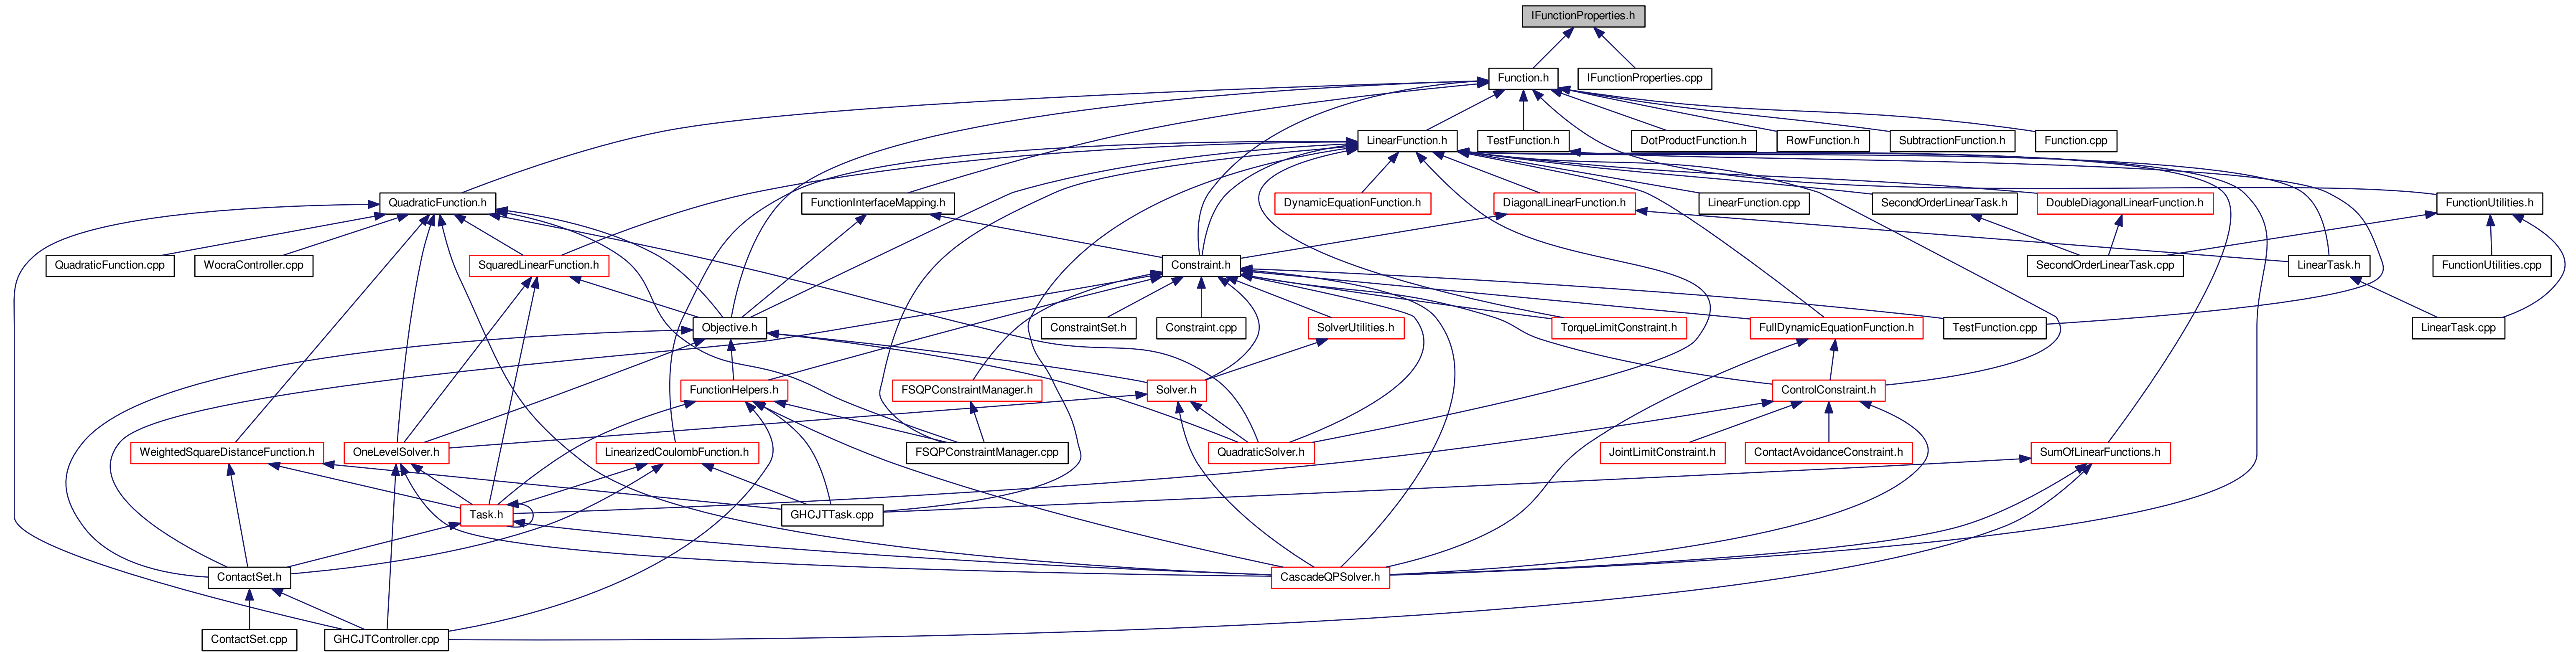 IFunctionProperties.h
Function.h
IFunctionProperties.cpp
LinearFunction.h
TestFunction.h
DotProductFunction.h
RowFunction.h
SubtractionFunction.h
Function.cpp
QuadraticFunction.h
FunctionInterfaceMapping.h
DynamicEquationFunction.h
DiagonalLinearFunction.h
LinearFunction.cpp
SecondOrderLinearTask.h
DoubleDiagonalLinearFunction.h
FunctionUtilities.h
QuadraticFunction.cpp
WocraController.cpp
SquaredLinearFunction.h
Constraint.h
SecondOrderLinearTask.cpp
LinearTask.h
FunctionUtilities.cpp
Objective.h
ConstraintSet.h
Constraint.cpp
SolverUtilities.h
TorqueLimitConstraint.h
FullDynamicEquationFunction.h
TestFunction.cpp
LinearTask.cpp
FunctionHelpers.h
FSQPConstraintManager.h
Solver.h
ControlConstraint.h
WeightedSquareDistanceFunction.h
OneLevelSolver.h
LinearizedCoulombFunction.h
FSQPConstraintManager.cpp
QuadraticSolver.h
JointLimitConstraint.h
ContactAvoidanceConstraint.h
SumOfLinearFunctions.h
Task.h
GHCJTTask.cpp
ContactSet.h
CascadeQPSolver.h
ContactSet.cpp
GHCJTController.cpp